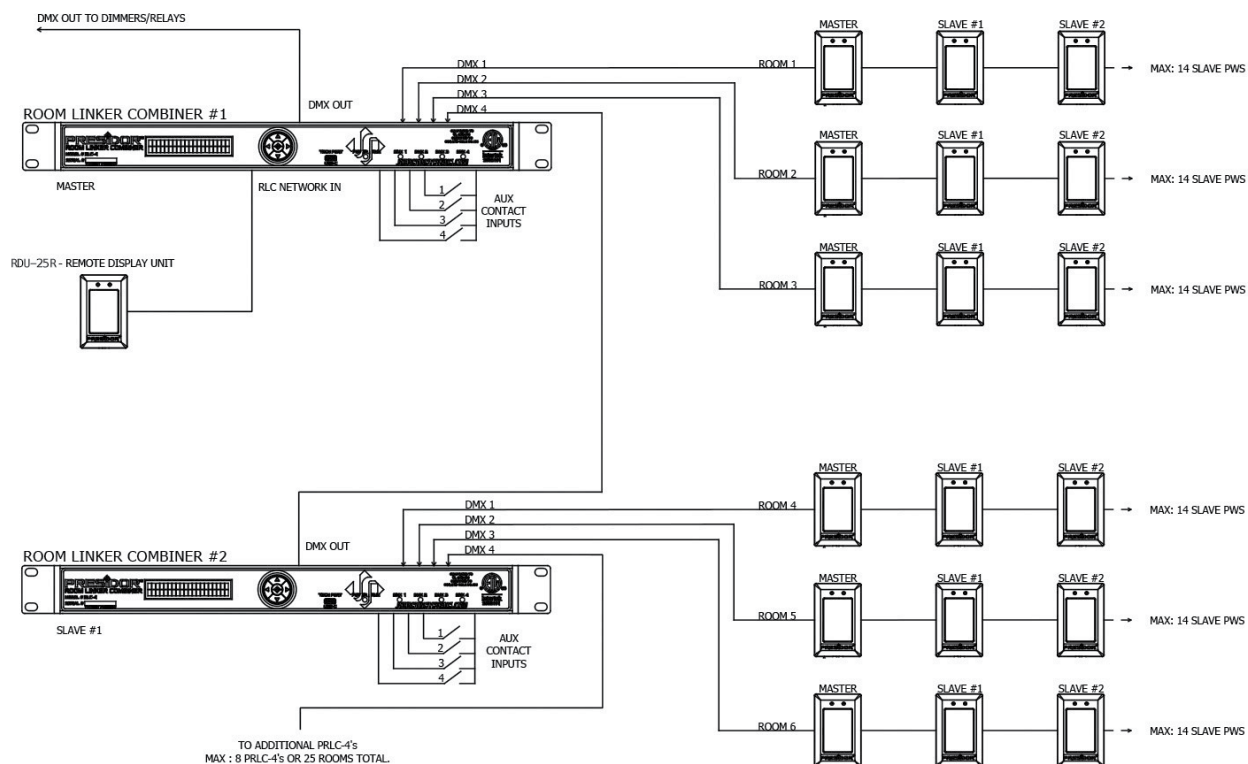 DMX OUT TO DIMMERS/RELAYS
MASTER
SLAVE #1
SLAVE #2
DMX 1
ROOM 1
MAX: 14 SLAVE PWS
DMX 2
DMX 3
DMX OUT
DMX 4
ROOM LINKER COMBINER #1
ROOM LINKER COMBINER
MASTER
SLAVE #1
SLAVE #2
MASTER
RLC NETWORK IN
ROOM 2
MAX: 14 SLAVE PWS
1
2
3
4
AUX
CONTACT
INPUTS
MASTER
SLAVE #1
SLAVE #2
RDU-25R - REMOTE DISPLAY UNIT
ROOM 3
MAX: 14 SLAVE PWS
MASTER
SLAVE #1
SLAVE #2
DMX 1
ROOM 4
MAX: 14 SLAVE PWS
DMX 2
DMX 3
DMX OUT
DMX 4
ROOM LINKER COMBINER #2
ROOM LINKER COMBINER
MASTER
SLAVE #1
SLAVE #2
SLAVE #1
ROOM 5
MAX: 14 SLAVE PWS
1
2
3
4
AUX
CONTACT
INPUTS
MASTER
SLAVE #1
SLAVE #2
ROOM 6
MAX: 14 SLAVE PWS
TO ADDITIONAL PRLC-4's
MAX : 8 PRLC-4's OR 25 ROOMS TOTAL.